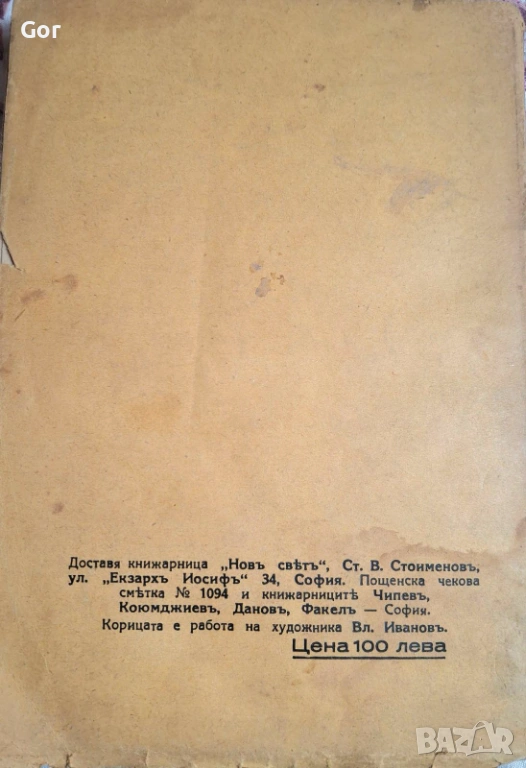 Gor
Доставя книжарница „Новъ свѣтъ", Ст. В. Стоименовъ,
ул. „Екзархъ Иосифъ" 34, София. Пощенска чекова
смѣтка № 1094 и книжарницитѣ Чипевъ,
Коюмджиевъ, Дановъ, Факелъ — София.
Корицата е работа на художника Вл. Ивановъ.
Цена 100 лева
BAZAR